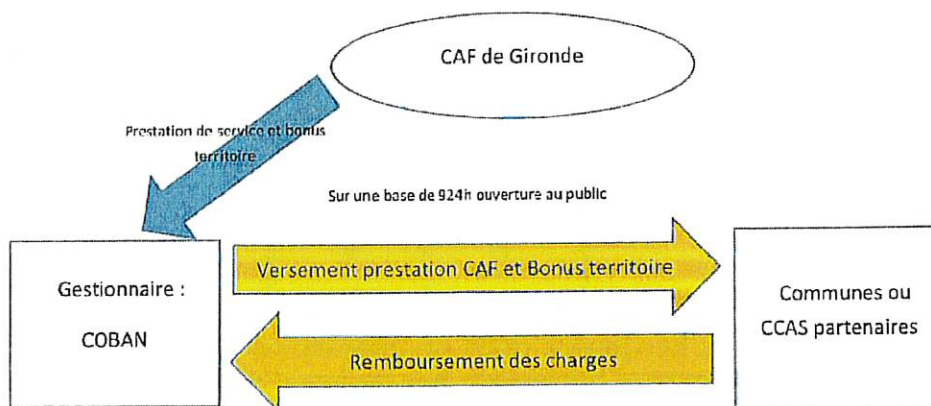 CAF de Gironde
Prestation de service et bonus
territoire
Sur une base de 924h ouverture au public
Versement prestation CAF et Bonus territoire
Gestionnaire :
COBAN
Communes ou
CCAS partenaires
Remboursement des charges